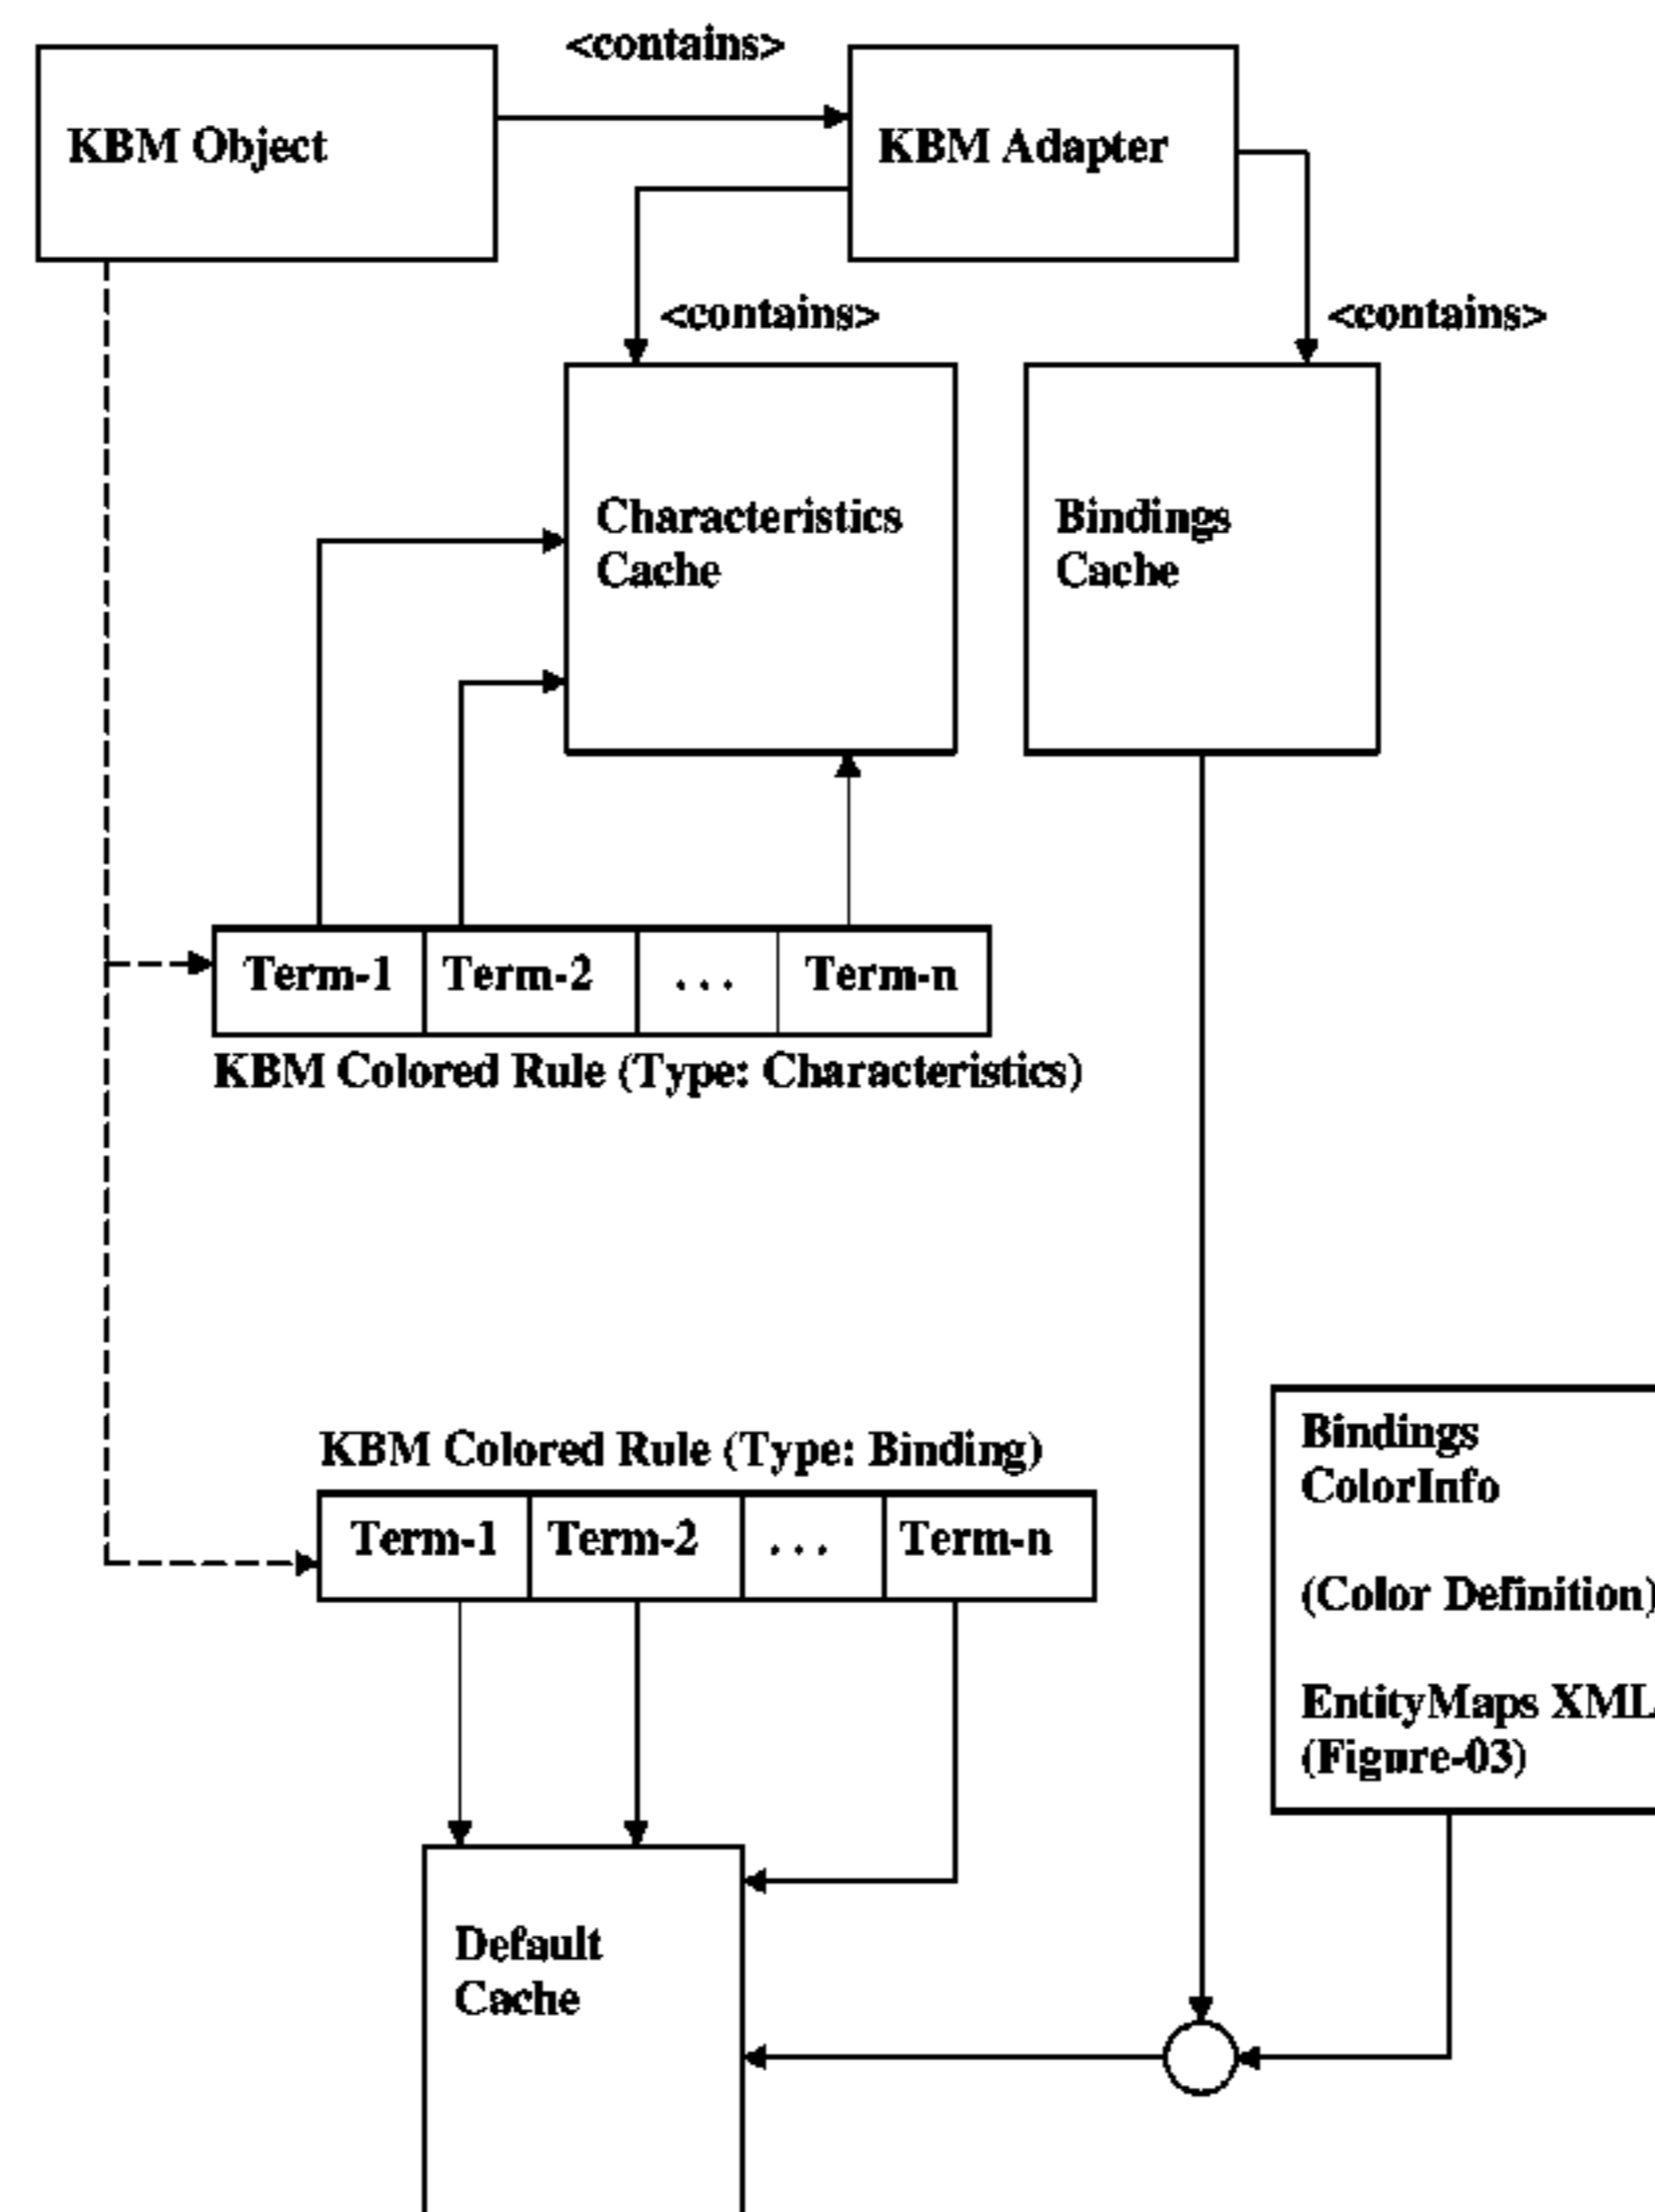 <contains>
KBM Object
KBM Adapter
<contains>
<contains>
Characteristics
Cache
Bindings
Cache
Term-1
Term-2
...
Term-n
KBM Colored Rule (Type: Characteristics)
KBM Colored Rule (Type: Binding)
Term-1
Term-2
...
Term-n
Bindings
ColorInfo
(Color Definition)
EntityMaps XML
(Figure-03)
Default
Cache